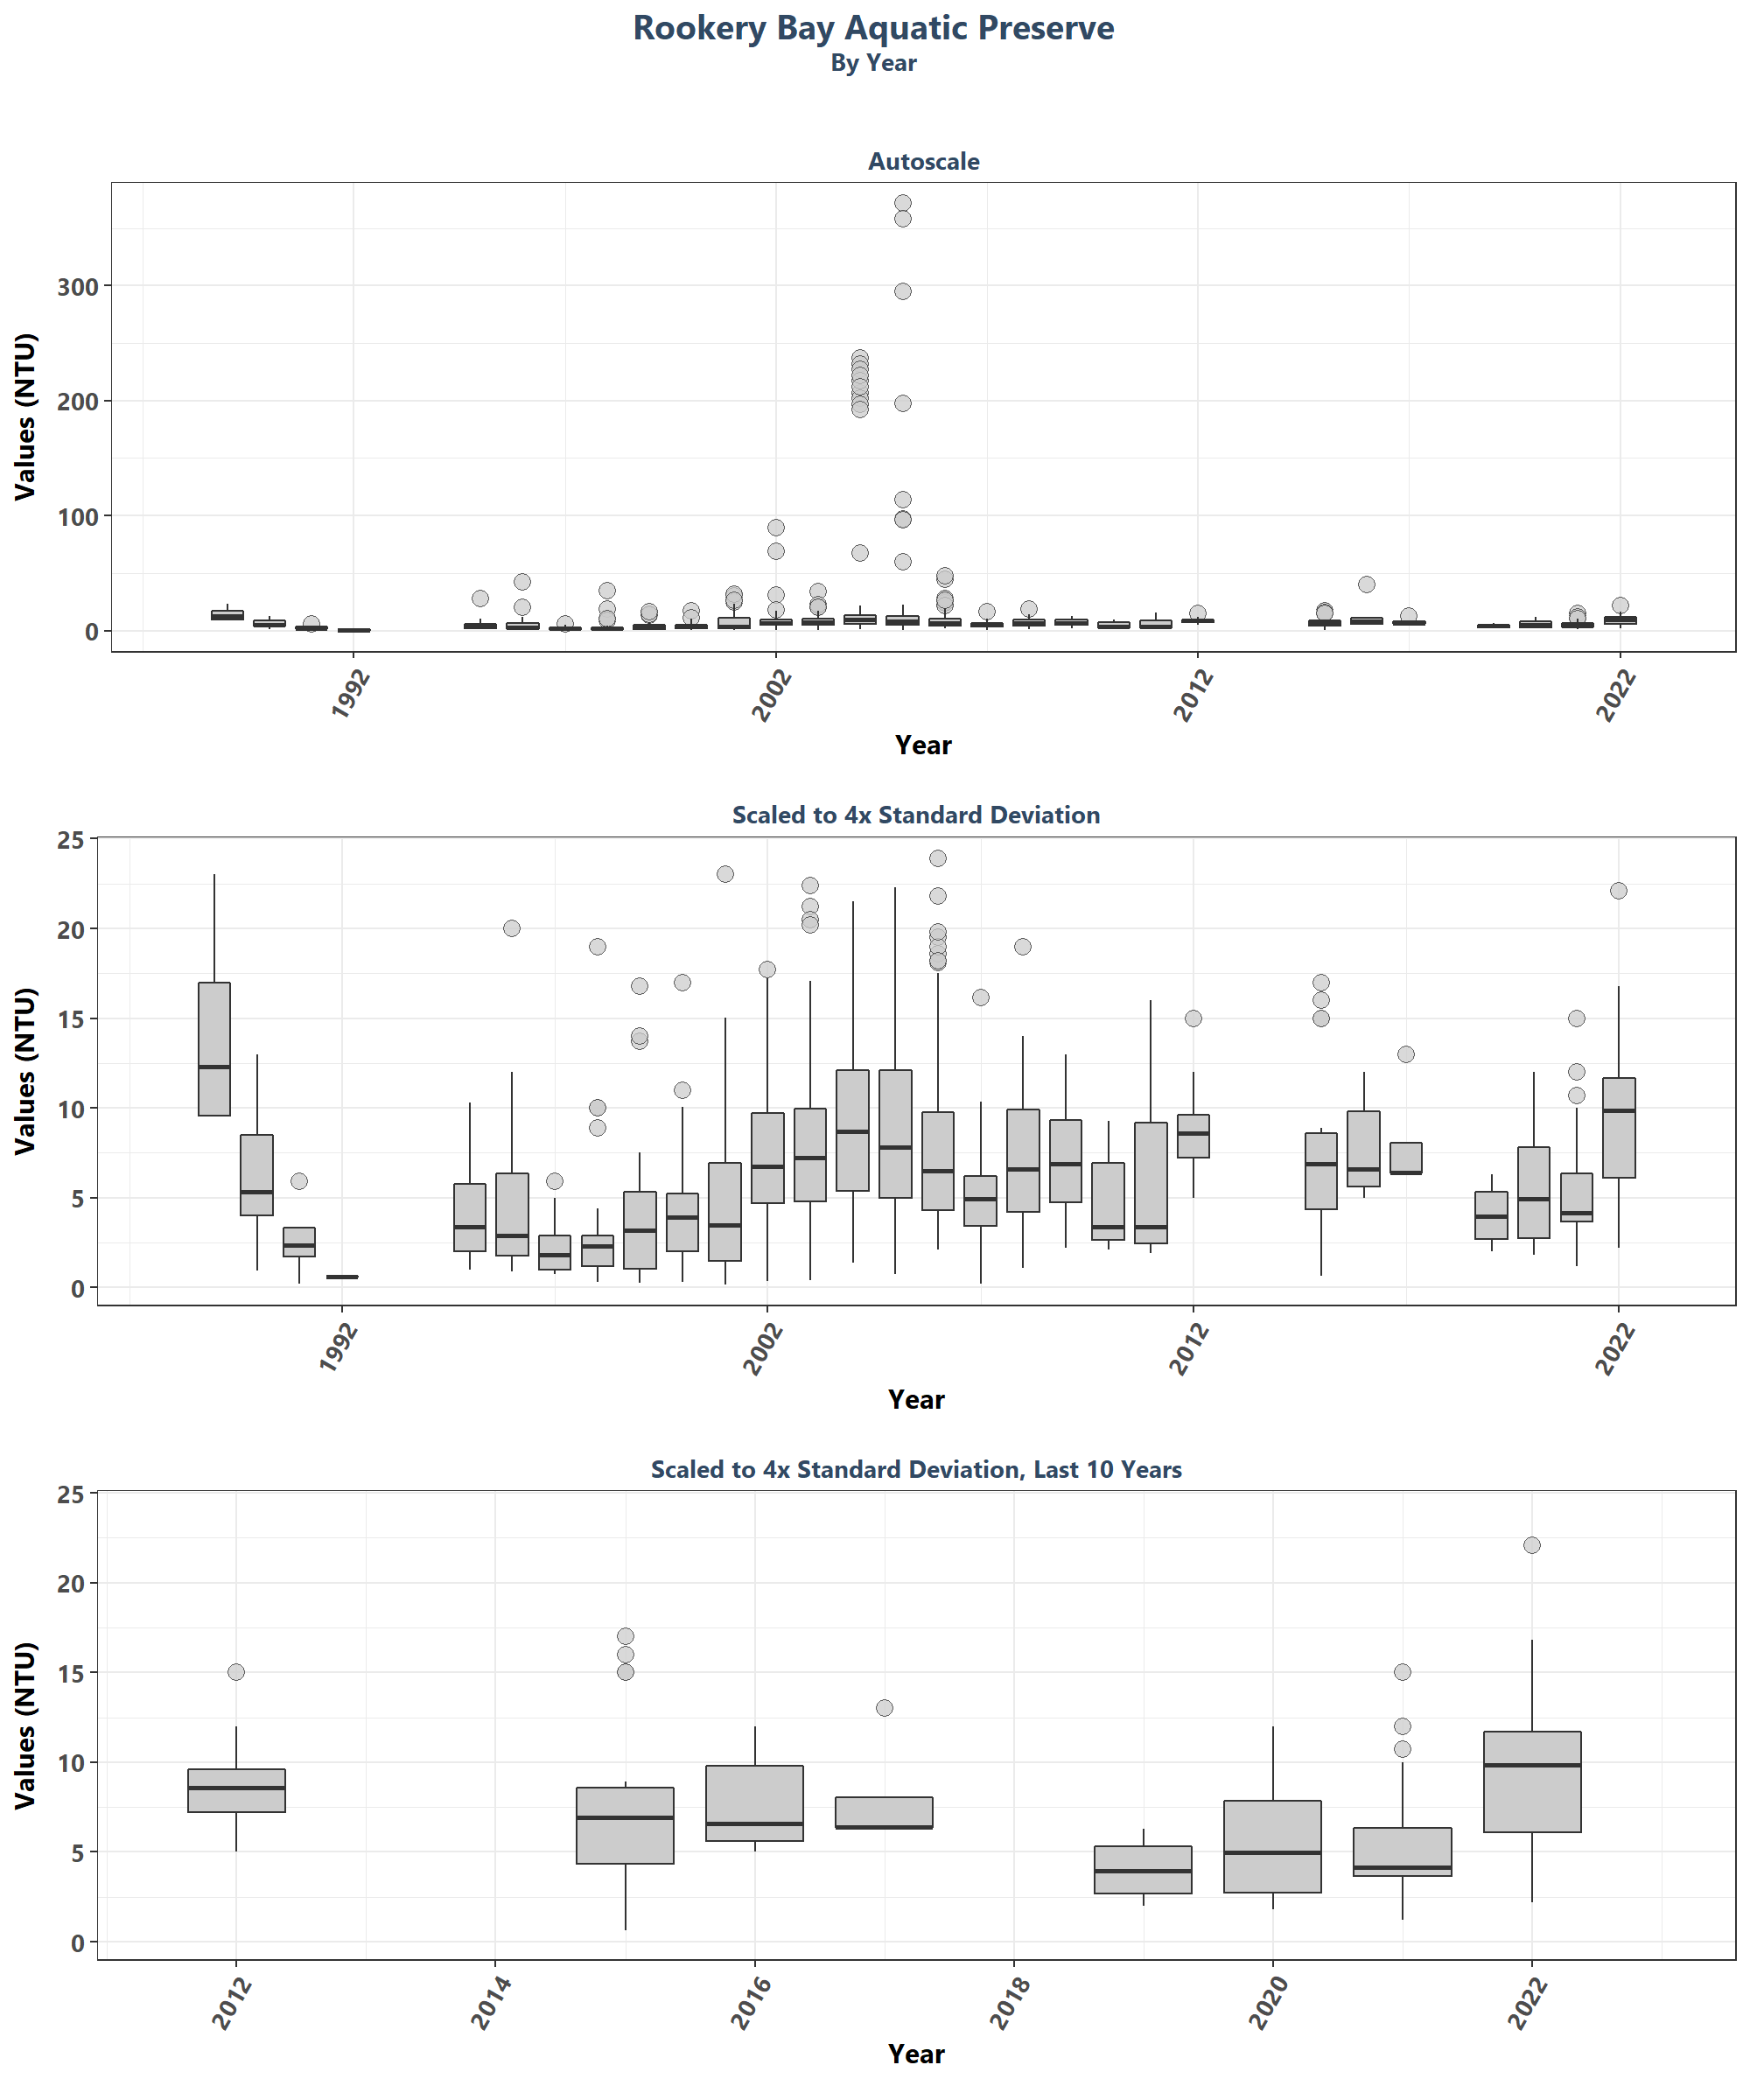 Rookery Bay Aquatic Preserve
By Year
Autoscale
Values (NTU)
300
200
100
0
1992
2002
2012
2022
Year
Scaled to 4x Standard Deviation
Values (NTU)
25
20
15
10
5
0
1992
2002
2012
2022
Year
Scaled to 4x Standard Deviation, Last 10 Years
Values (NTU)
25
20
15
10
5
0
2012
2014
2016
2018
2020
2022
Year